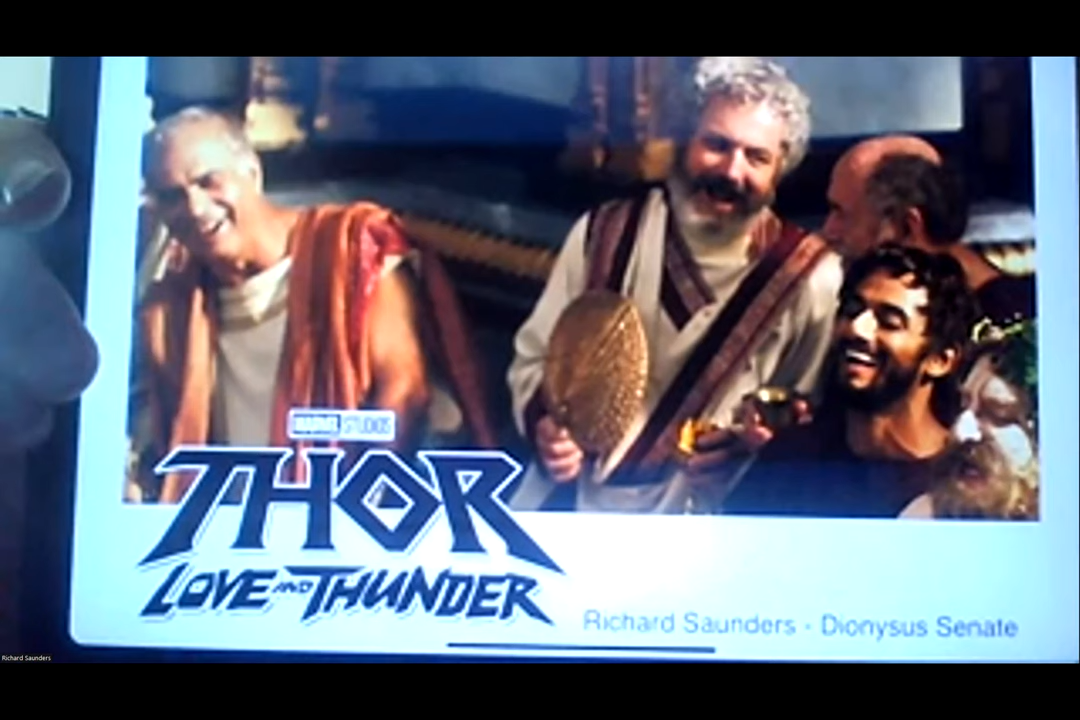 MARVEL STUDIOS
THOR
LOVE AND THUNDER
Richard Saunders - Dionysus Senate
Richard Saunders